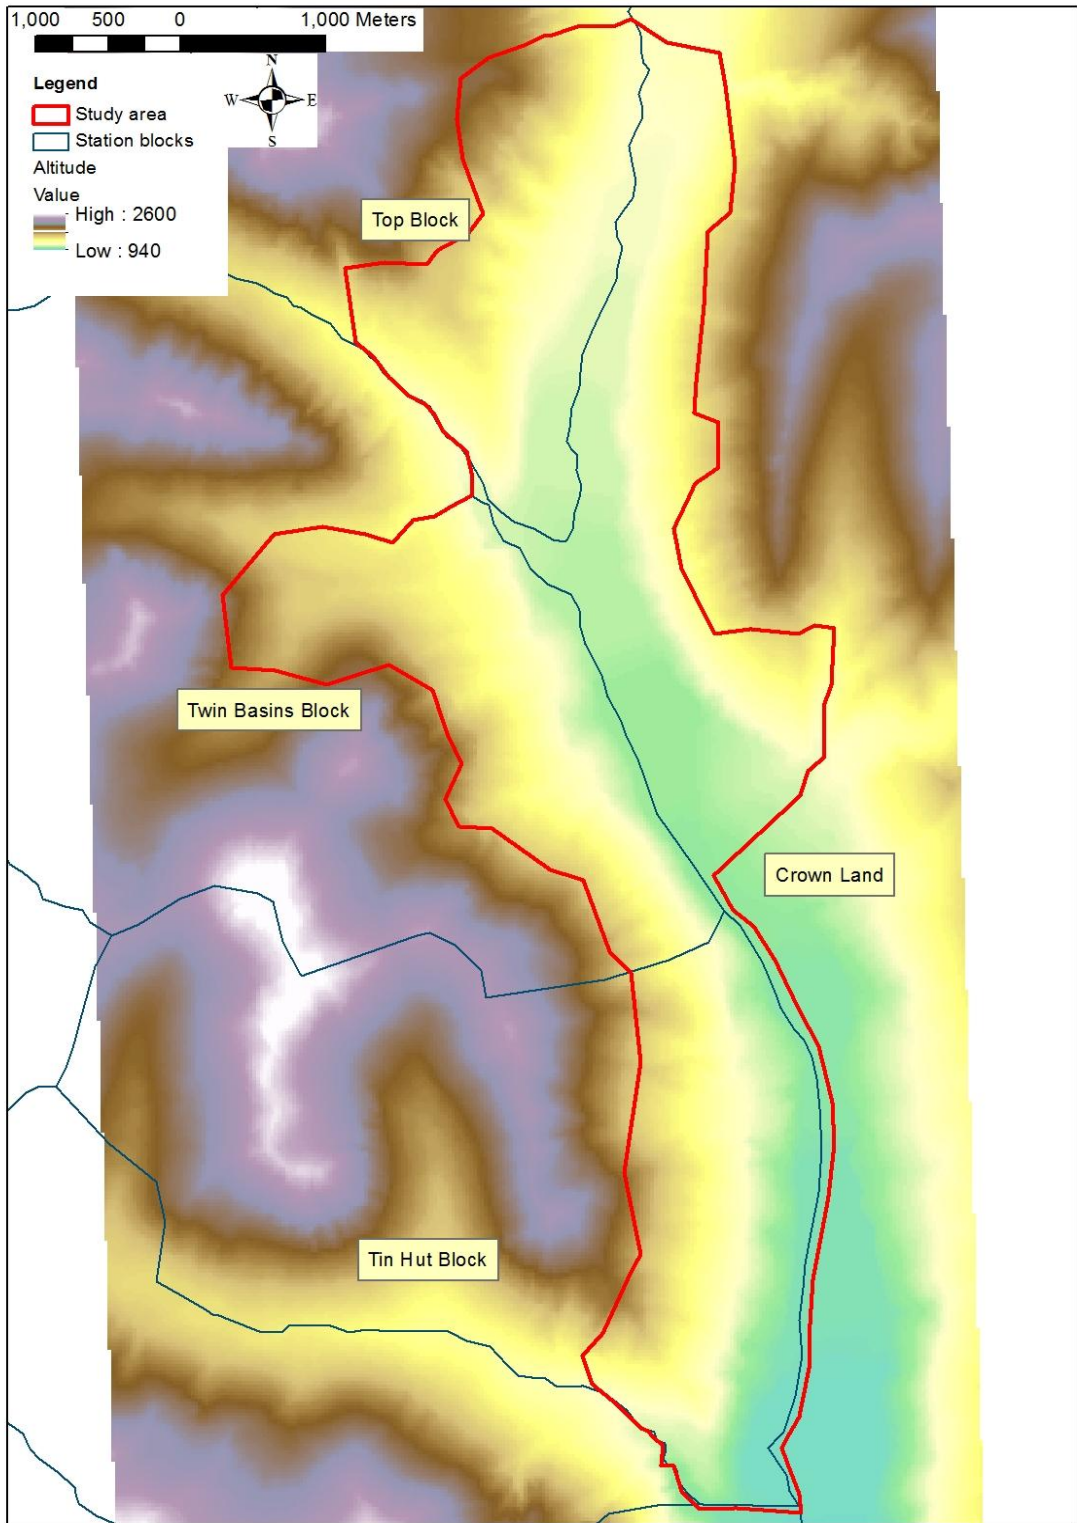 1,000 500 0 1,000 Meters
N
W E
S
Legend
Study area
Station blocks
Altitude
Value
High : 2600
Low : 940
Top Block
Twin Basins Block
Crown Land
Tin Hut Block